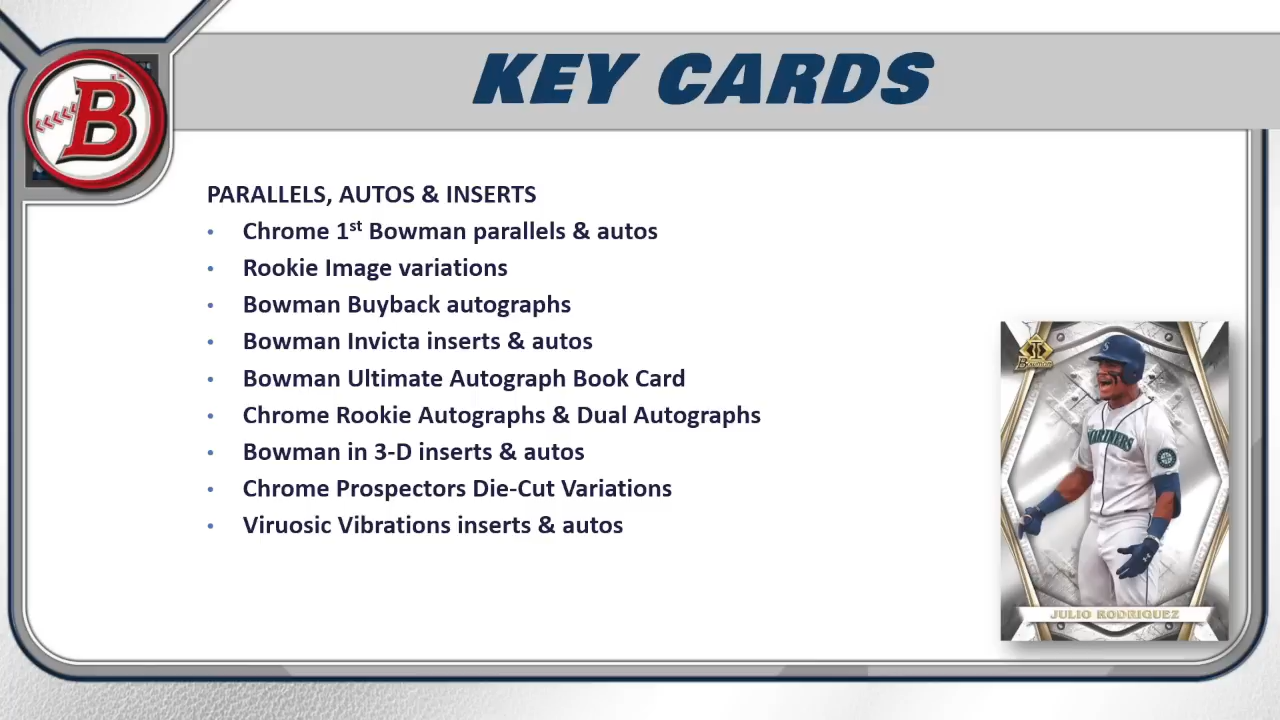 B
KEY CARDS
PARALLELS, AUTOS & INSERTS
• Chrome 1st Bowman parallels & autos
• Rookie Image variations
• Bowman Buyback autographs
• Bowman Invicta inserts & autos
• Bowman Ultimate Autograph Book Card
• Chrome Rookie Autographs & Dual Autographs
• Bowman in 3-D inserts & autos
• Chrome Prospectors Die-Cut Variations
• Viruosic Vibrations inserts & autos
Bowman
S
MARINERS
JULIO RODRIGUEZ